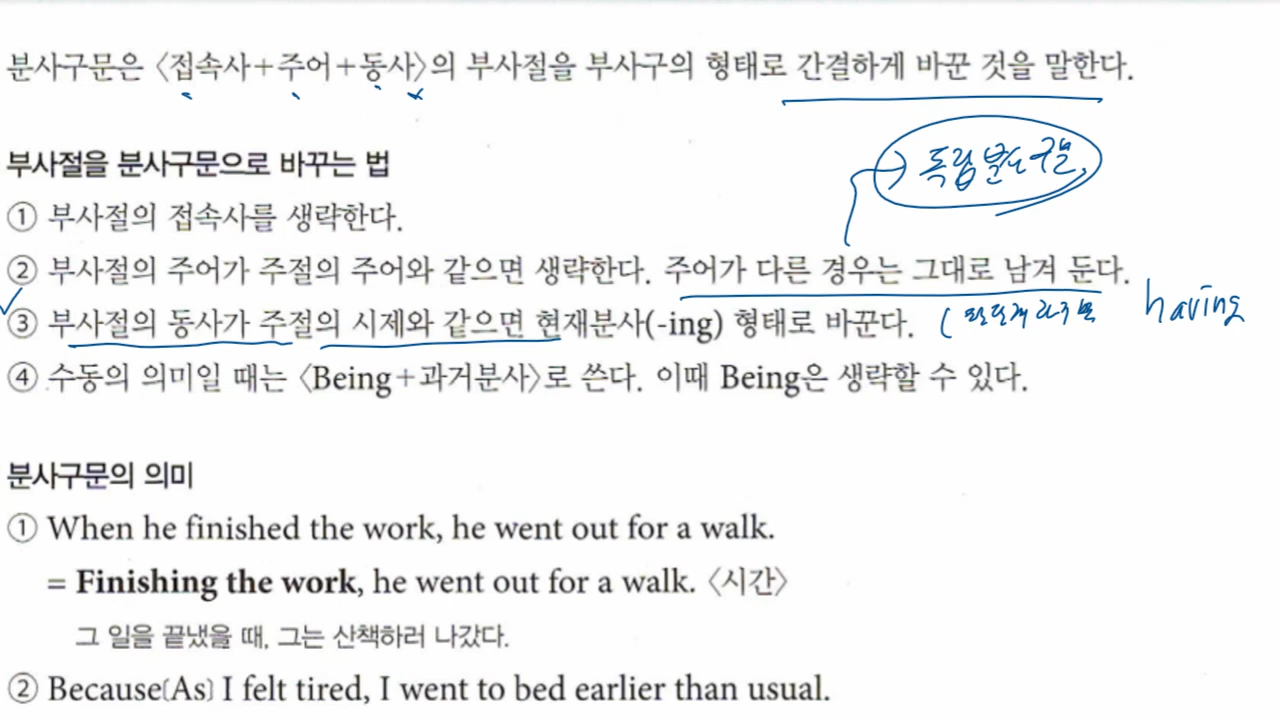 분사구문은 〈접속사+주어+동사〉의 부사절을 부사구의 형태로 간결하게 바꾼 것을 말한다.
부사절을 분사구문으로 바꾸는 법
독립분사구문
① 부사절의 접속사를 생략한다.
② 부사절의 주어가 주절의 주어와 같으면 생략한다. 주어가 다른 경우는 그대로 남겨 둔다.
③ 부사절의 동사가 주절의 시제와 같으면 현재분사(-ing) 형태로 바꾼다. having
④ 수동의 의미일 때는 〈Being+과거분사〉로 쓴다. 이때 Being은 생략할 수 있다.
분사구문의 의미
① When he finished the work, he went out for a walk.
= Finishing the work, he went out for a walk. 〈시간〉
그 일을 끝냈을 때, 그는 산책하러 나갔다.
② Because(As) I felt tired, I went to bed earlier than usual.